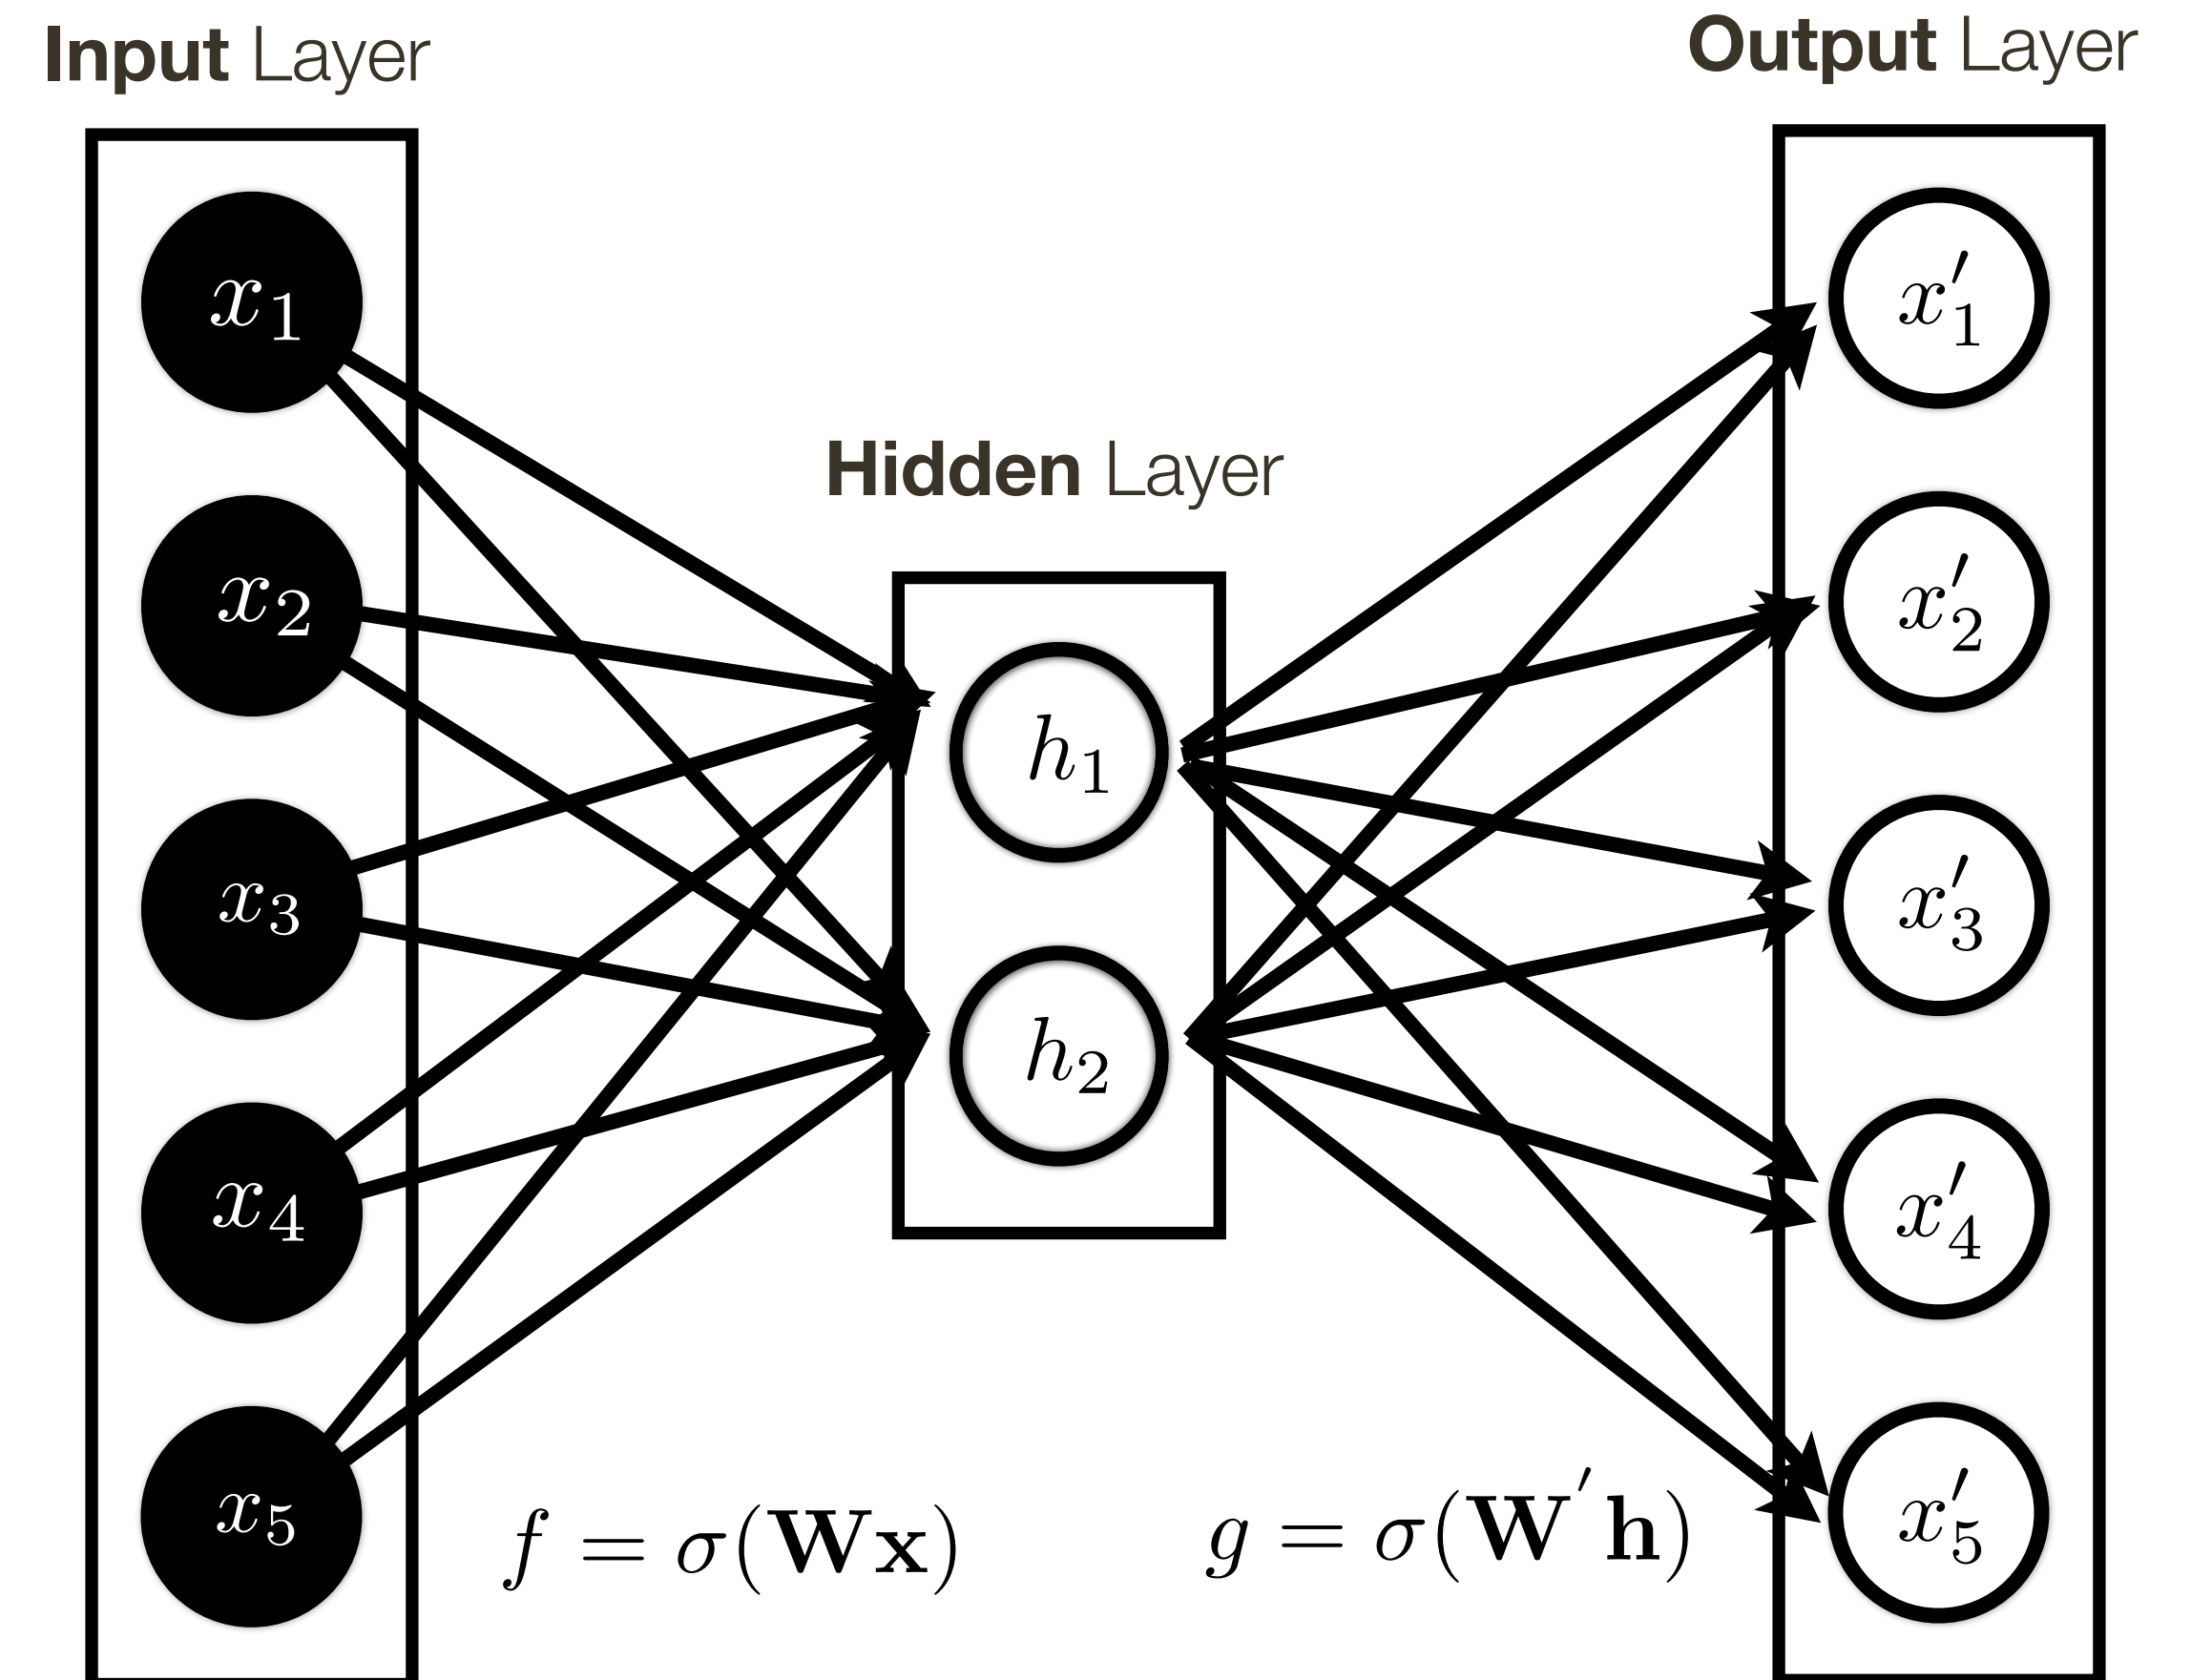 Input Layer
Output Layer
Hidden Layer
x₁
x₂
x₃
x₄
x₅
h₁
h₂
x′₁
x′₂
x′₃
x′₄
x′₅
f = σ(Wx)
g = σ(W′h)